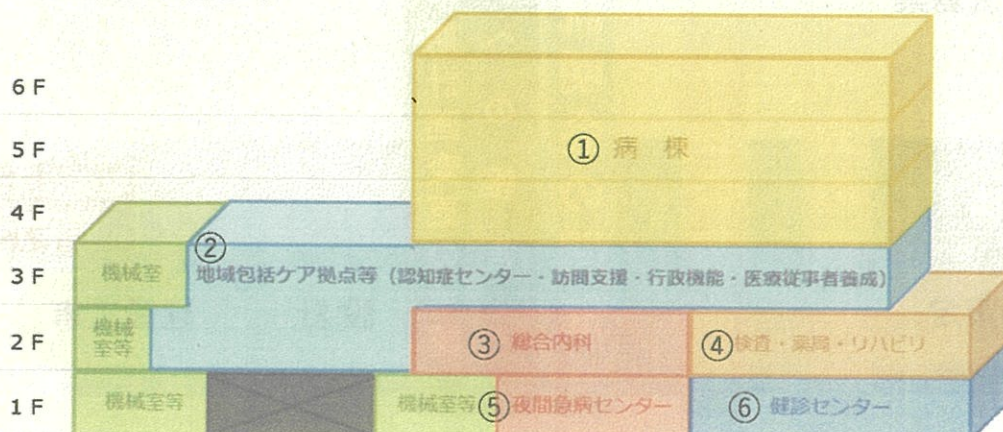 6F
5F
① 病 棟
4F
②
3F
機械室
地域包括ケア拠点等（認知症センター・訪問支援・行政機能・医療従事者養成）
2F
機械
室等
③ 総合内科
④ 検査・薬局・リハビリ
1F
機械室等
機械室等
⑤ 夜間急病センター
⑥ 健診センター